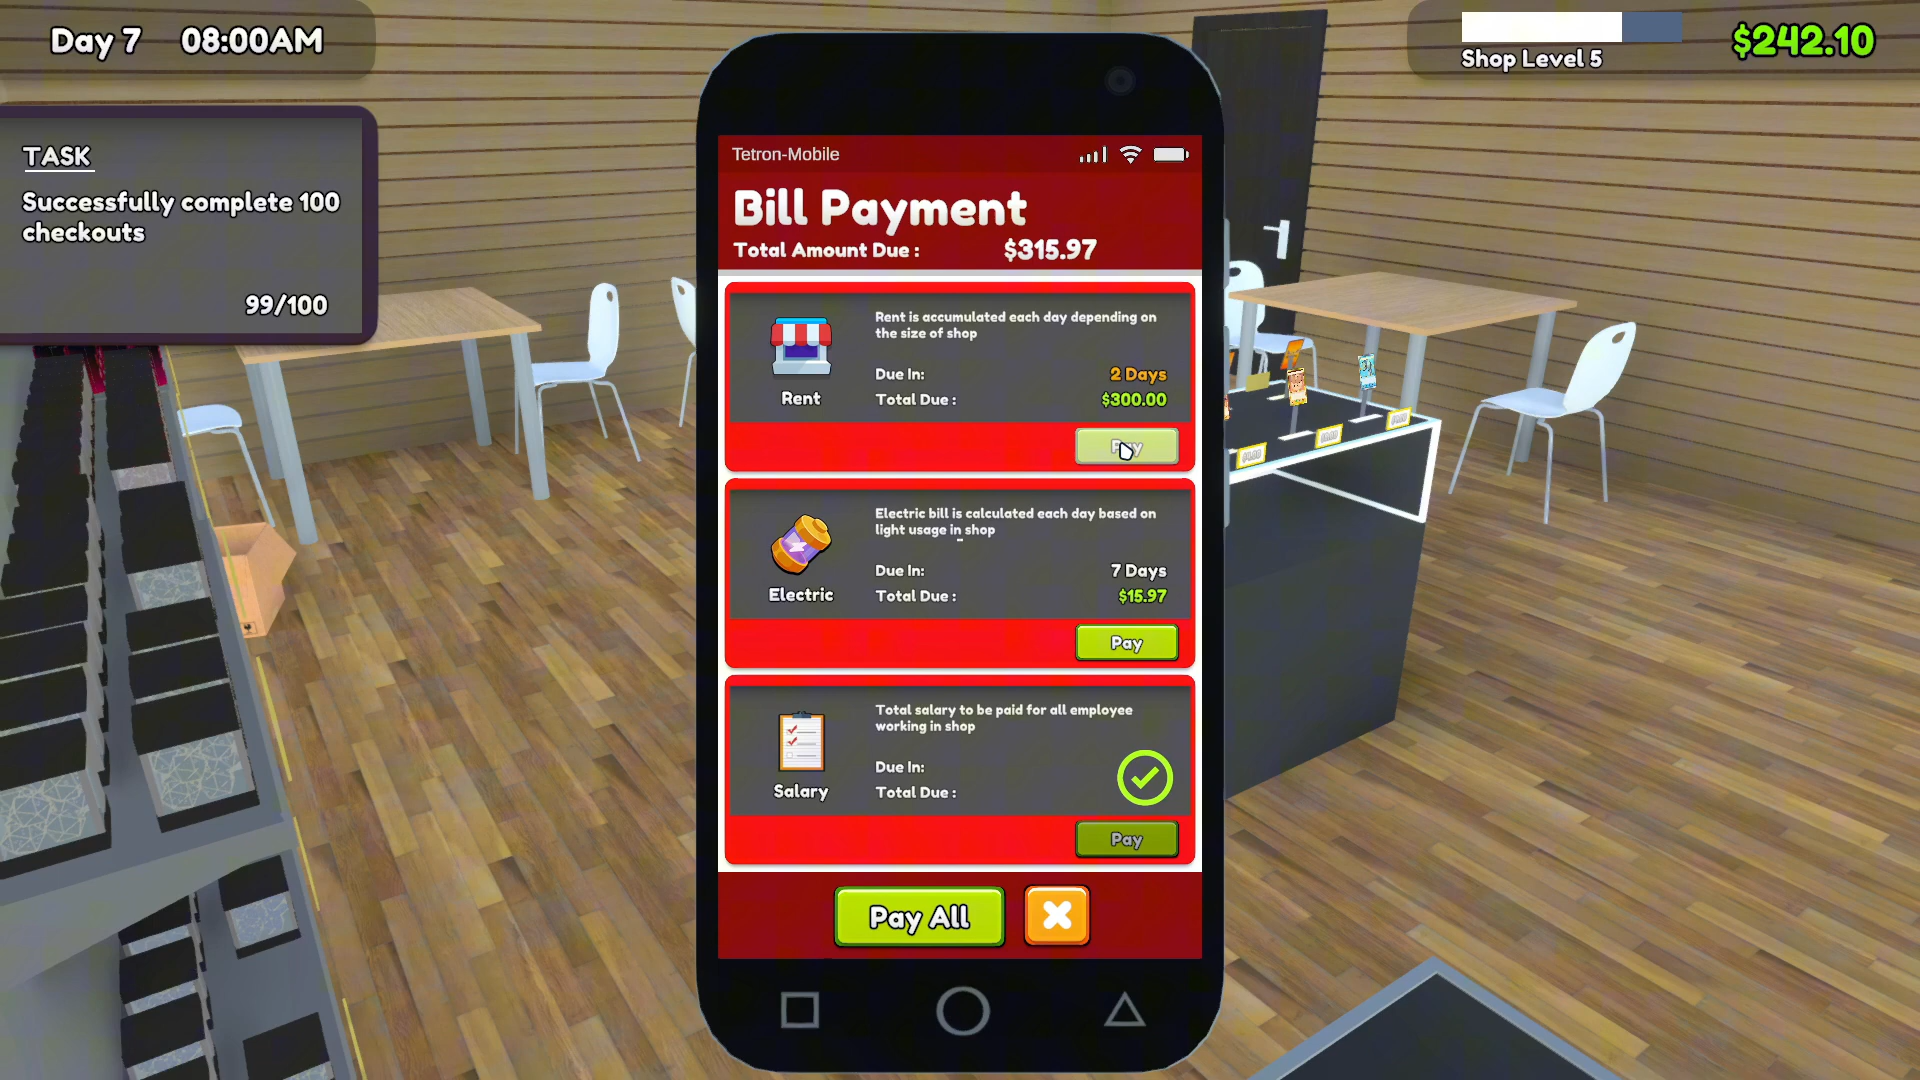 Day 7 08:00AM
Shop Level 5
$242.10
TASK
Successfully complete 100
checkouts
99/100
Tetron-Mobile
Bill Payment
Total Amount Due : $315.97
Rent is accumulated each day depending on
the size of shop
Due In: 2 Days
Total Due : $300.00
Rent
Pay
Electric bill is calculated each day based on
light usage in shop
Due In: 7 Days
Total Due : $15.97
Electric
Pay
Total salary to be paid for all employee
working in shop
Due In:
Total Due :
Salary
Pay
Pay All